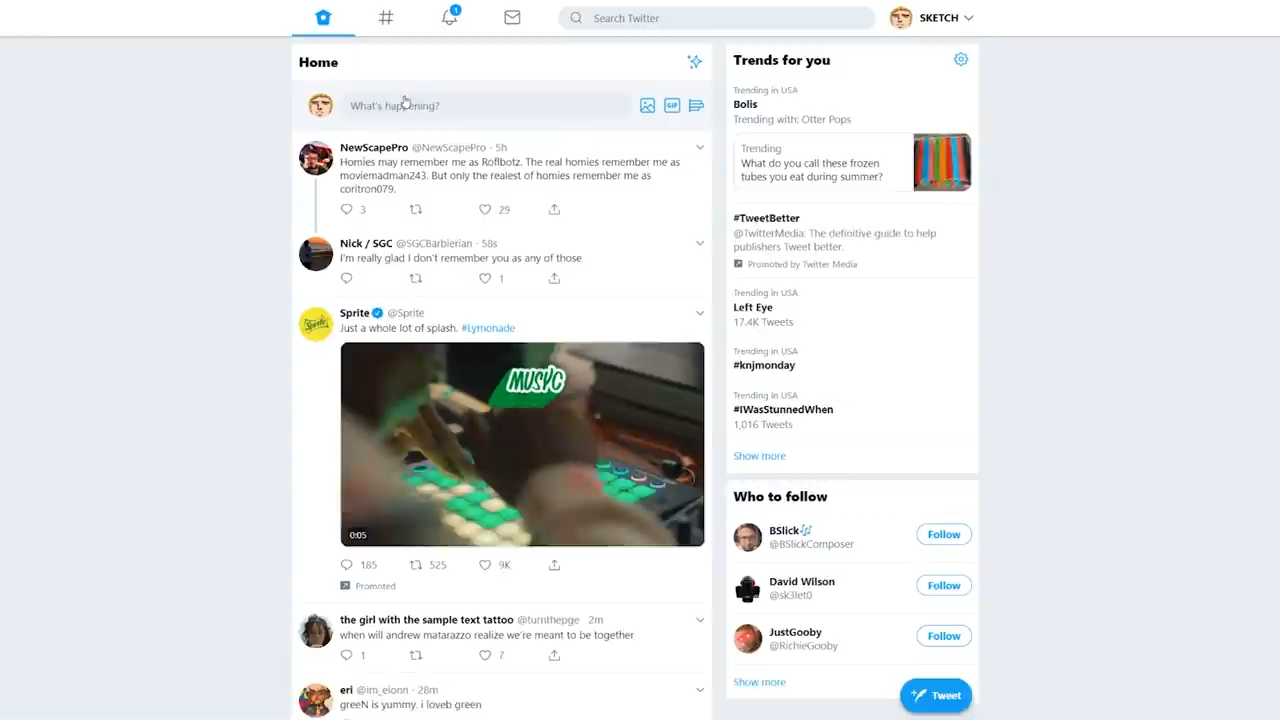 1
Search Twitter
SKETCH
Home
What's happening?
GIF
NewScapePro @NewScapePro · 5h
Homies may remember me as Roflbotz. The real homies remember me as
moviemadman243. But only the realest of homies remember me as
coritron079.
3
29
Nick / SGC @SGCBarbierian · 58s
I'm really glad I don't remember you as any of those
1
Sprite @Sprite
Sprite
Just a whole lot of splash. #Lymonade
MUSYC
0:05
185
525
9K
Promoted
the girl with the sample text tattoo @turnthepge 2m
when will andrew matarazzo realize we're meant to be together
1
7
eri @im_elonn · 28m
greeN is yummy. i loveb green
Trends for you
Trending in USA
Bolis
Trending with: Otter Pops
Trending
What do you call these frozen
tubes you eat during summer?
#TweetBetter
@TwitterMedia: The definitive guide to help
publishers Tweet better.
Promoted by Twitter Media
Trending in USA
Left Eye
17.4K Tweets
Trending in USA
#knjmonday
Trending in USA
#IWasStunnedWhen
1,016 Tweets
Show more
Who to follow
BSlick
@BSlickComposer
Follow
David Wilson
@sk3let0
Follow
JustGooby
@RichieGooby
Follow
Show more
Tweet